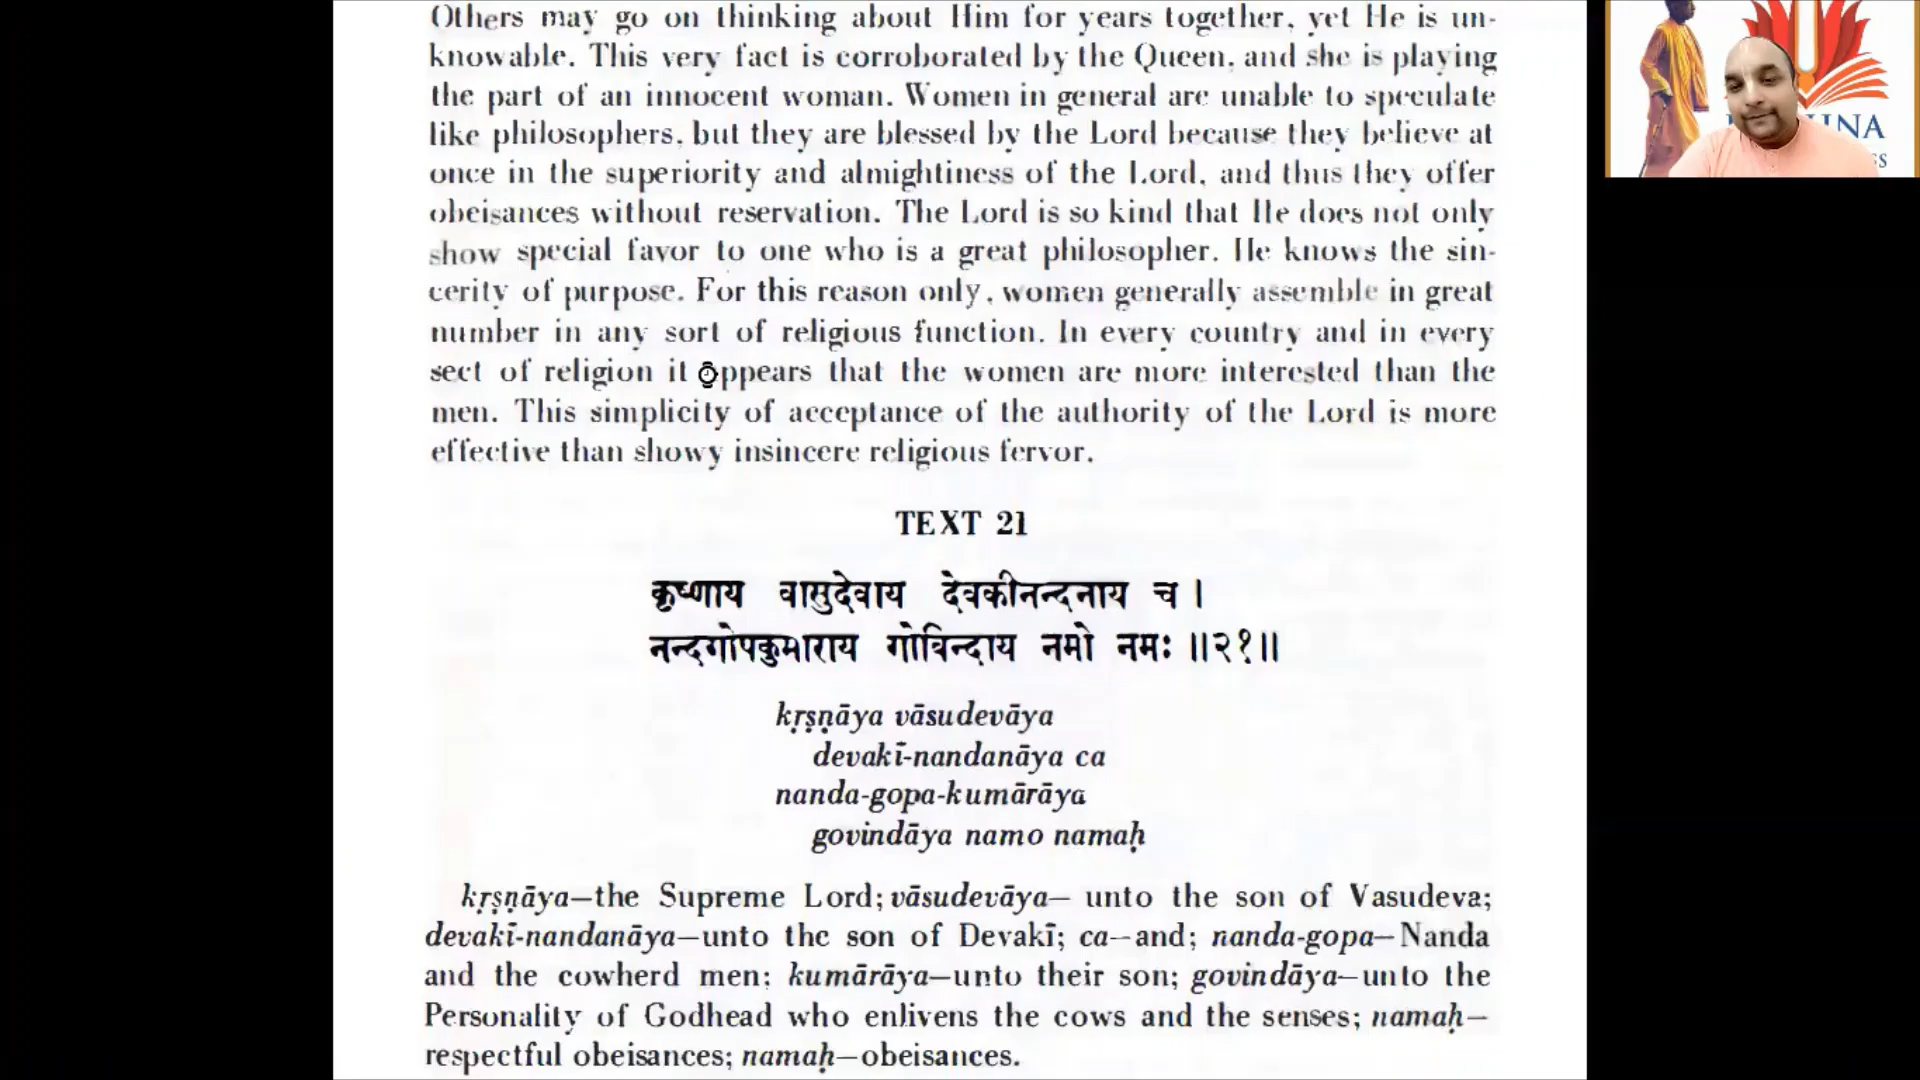 Others may go on thinking about Him for years together, yet He is un-
knowable. This very fact is corroborated by the Queen, and she is playing
the part of an innocent woman. Women in general are unable to speculate
like philosophers, but they are blessed by the Lord because they believe at
once in the superiority and almightiness of the Lord, and thus they offer
obeisances without reservation. The Lord is so kind that He does not only
show special favor to one who is a great philosopher. He knows the sin-
cerity of purpose. For this reason only, women generally assemble in great
number in any sort of religious function. In every country and in every
sect of religion it appears that the women are more interested than the
men. This simplicity of acceptance of the authority of the Lord is more
effective than showy insincere religious fervor.
TEXT 21
कृष्णाय वासुदेवाय देवकीनन्दनाय च ।
नन्दगोपकुमाराय गोविन्दाय नमो नमः ॥२१॥
kṛṣṇāya vāsudevāya
devakī-nandanāya ca
nanda-gopa-kumārāya
govindāya namo namaḥ
kṛṣṇāya—the Supreme Lord; vāsudevāya— unto the son of Vasudeva;
devakī-nandanāya—unto the son of Devakī; ca—and; nanda-gopa—Nanda
and the cowherd men; kumārāya—unto their son; govindāya—unto the
Personality of Godhead who enlivens the cows and the senses; namaḥ—
respectful obeisances; namaḥ—obeisances.